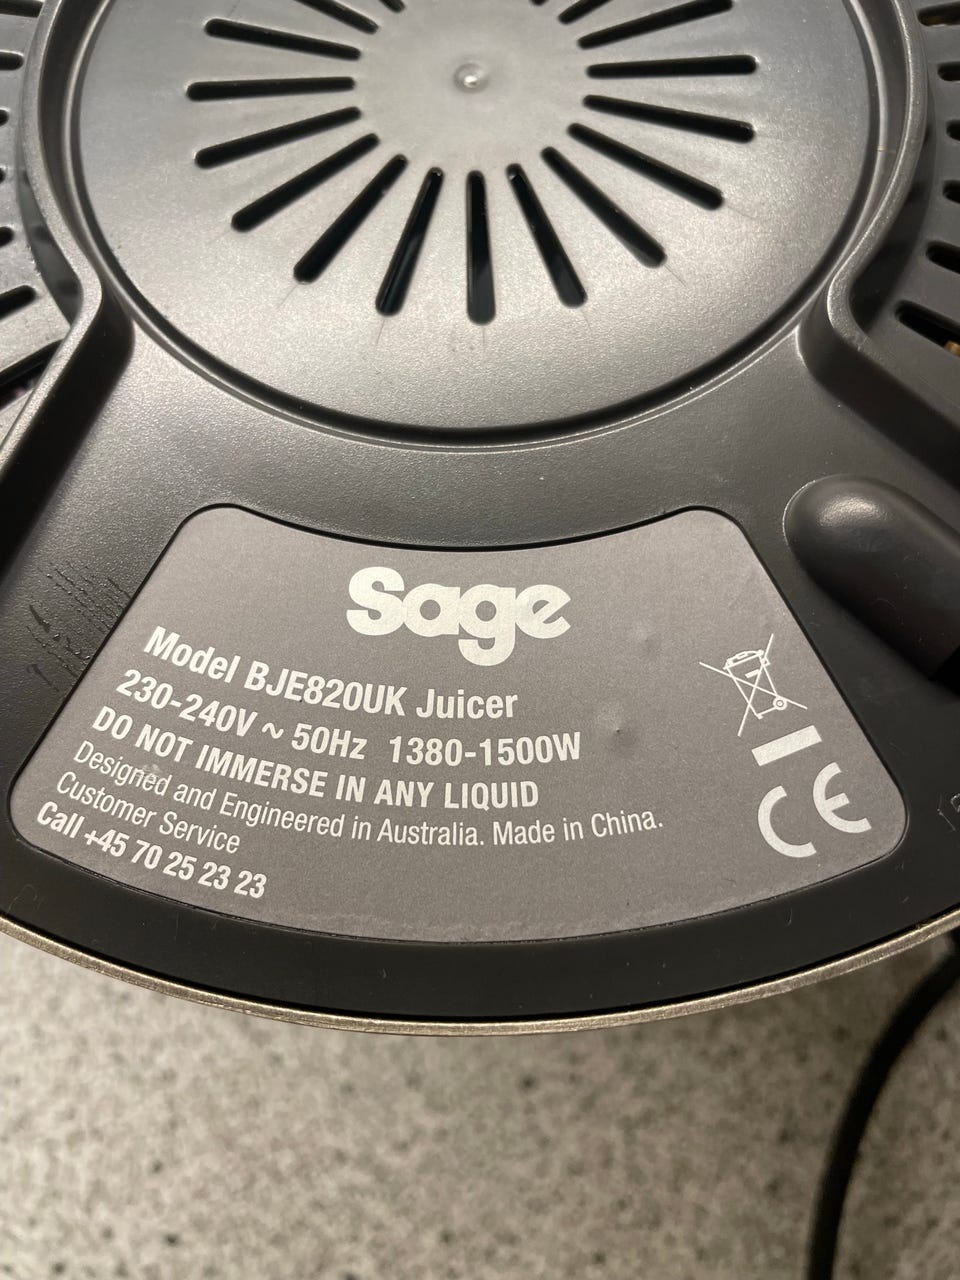 Sage
Model BJE820UK Juicer
230-240V ~ 50Hz 1380-1500W
DO NOT IMMERSE IN ANY LIQUID
Designed and Engineered in Australia. Made in China.
Customer Service
Call +45 70 25 23 23
CE